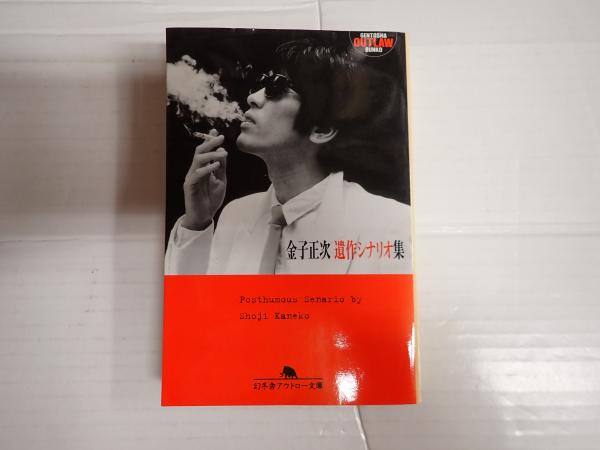 GENTOSHA
OUTLAW
BUNKO
金子正次 遺作シナリオ集
Posthumous Senario by
Shoji Kaneko
幻冬舎アウトロー文庫